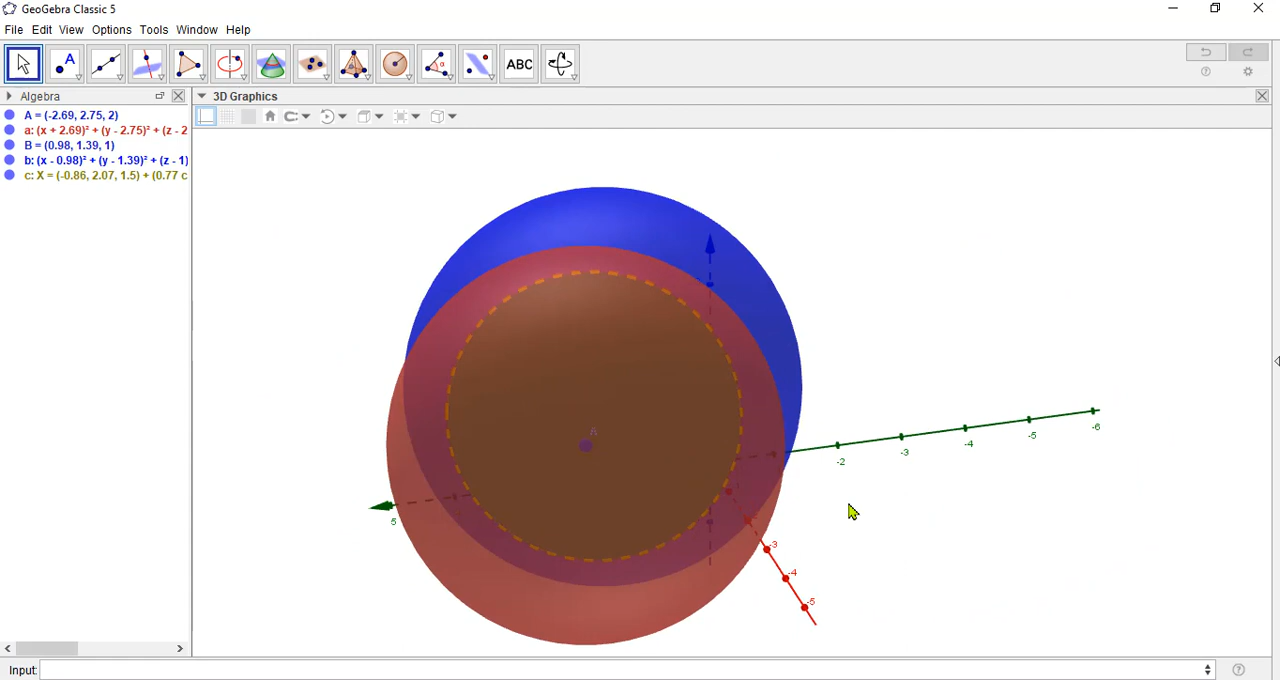 GeoGebra Classic 5
File Edit View Options Tools Window Help
A
α
ABC
Algebra
3D Graphics
A = (-2.69, 2.75, 2)
a: (x + 2.69)² + (y - 2.75)² + (z - 2
B = (0.98, 1.39, 1)
b: (x - 0.98)² + (y - 1.39)² + (z - 1)
c: X = (-0.86, 2.07, 1.5) + (0.77 c
A
5
-2
-3
-4
-5
-6
-3
-4
-5
Input: